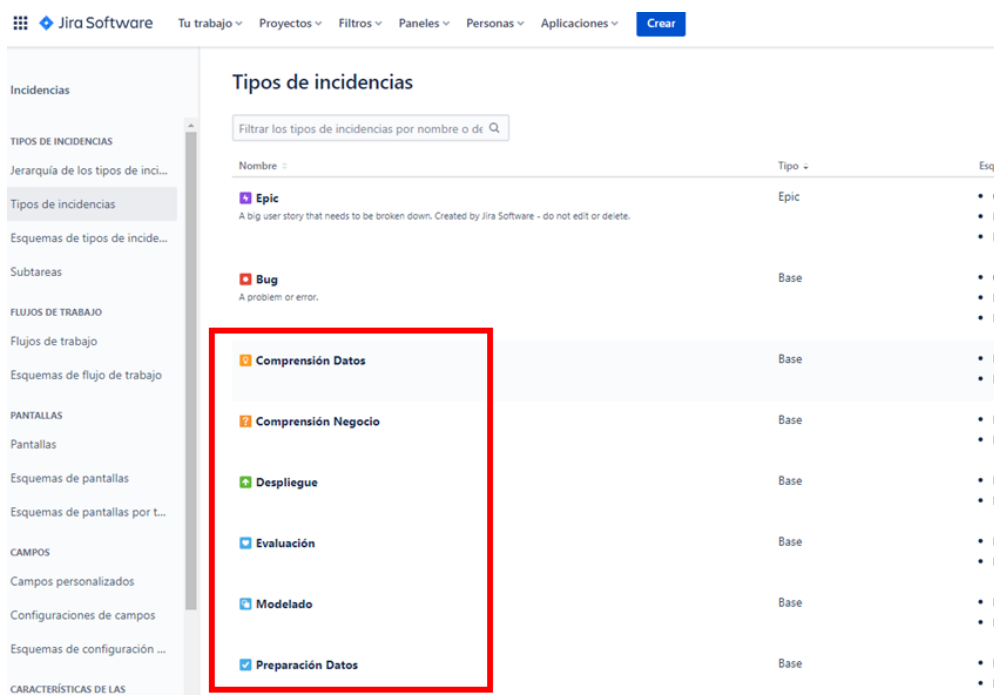 Jira Software Tu trabajo Proyectos Filtros Paneles Personas Aplicaciones Crear
Incidencias
TIPOS DE INCIDENCIAS
Jerarquía de los tipos de inci...
Tipos de incidencias
Esquemas de tipos de incide...
Subtareas
FLUJOS DE TRABAJO
Flujos de trabajo
Esquemas de flujo de trabajo
PANTALLAS
Pantallas
Esquemas de pantallas
Esquemas de pantallas por t...
CAMPOS
Campos personalizados
Configuraciones de campos
Esquemas de configuración ...
CARACTERÍSTICAS DE LAS
Tipos de incidencias
Filtrar los tipos de incidencias por nombre o de
Nombre Tipo Esq
Epic Epic
A big user story that needs to be broken down. Created by Jira Software - do not edit or delete.
Bug Base
A problem or error.
Comprensión Datos Base
Comprensión Negocio Base
Despliegue Base
Evaluación Base
Modelado Base
Preparación Datos Base